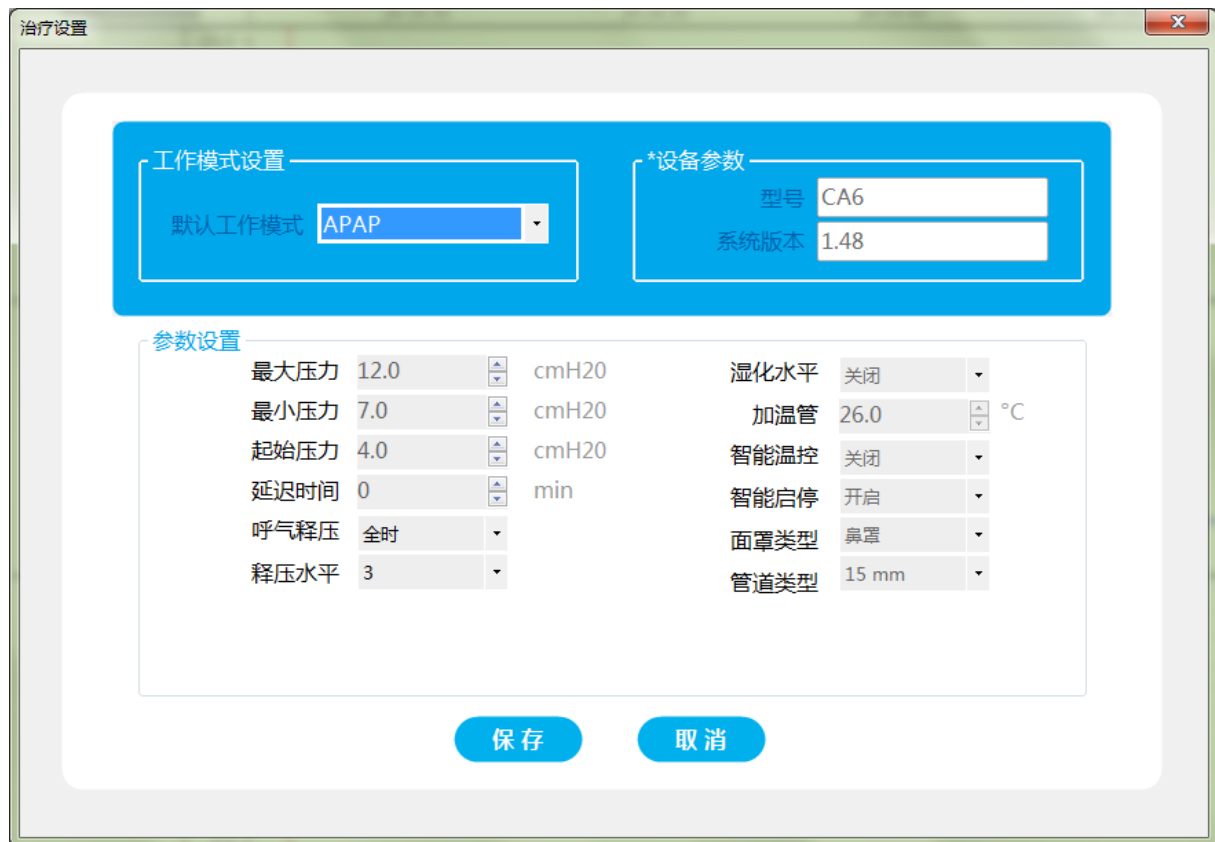 治疗设置
工作模式设置
默认工作模式 APAP
*设备参数
型号 CA6
系统版本 1.48
参数设置
最大压力 12.0 cmH20
最小压力 7.0 cmH20
起始压力 4.0 cmH20
延迟时间 0 min
呼气释压 全时
释压水平 3
湿化水平 关闭
加温管 26.0 °C
智能温控 关闭
智能启停 开启
面罩类型 鼻罩
管道类型 15 mm
保存 取消